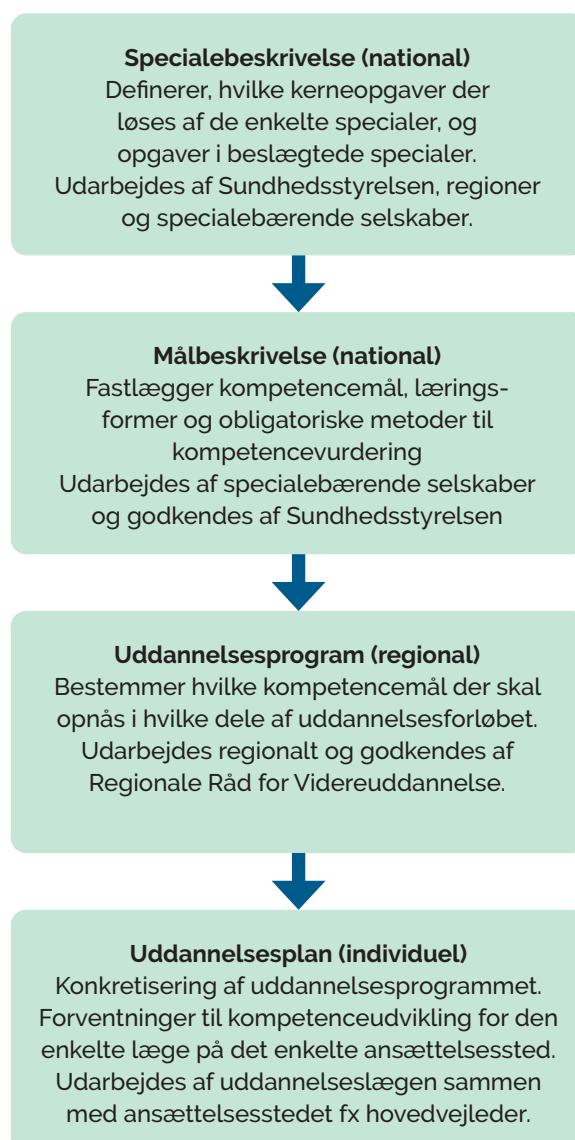 Specialebeskrivelse (national)
Definerer, hvilke kerneopgaver der
løses af de enkelte specialer, og
opgaver i beslægtede specialer.
Udarbejdes af Sundhedsstyrelsen, regioner
og specialebærende selskaber.
Målbeskrivelse (national)
Fastlægger kompetencemål, lærings-
former og obligatoriske metoder til
kompetencevurdering
Udarbejdes af specialebærende selskaber
og godkendes af Sundhedsstyrelsen
Uddannelsesprogram (regional)
Bestemmer hvilke kompetencemål der skal
opnås i hvilke dele af uddannelsesforløbet.
Udarbejdes regionalt og godkendes af
Regionale Råd for Videreuddannelse.
Uddannelsesplan (individuel)
Konkretisering af uddannelsesprogrammet.
Forventninger til kompetenceudvikling for den
enkelte læge på det enkelte ansættelsessted.
Udarbejdes af uddannelseslægen sammen
med ansættelsesstedet fx hovedvejleder.